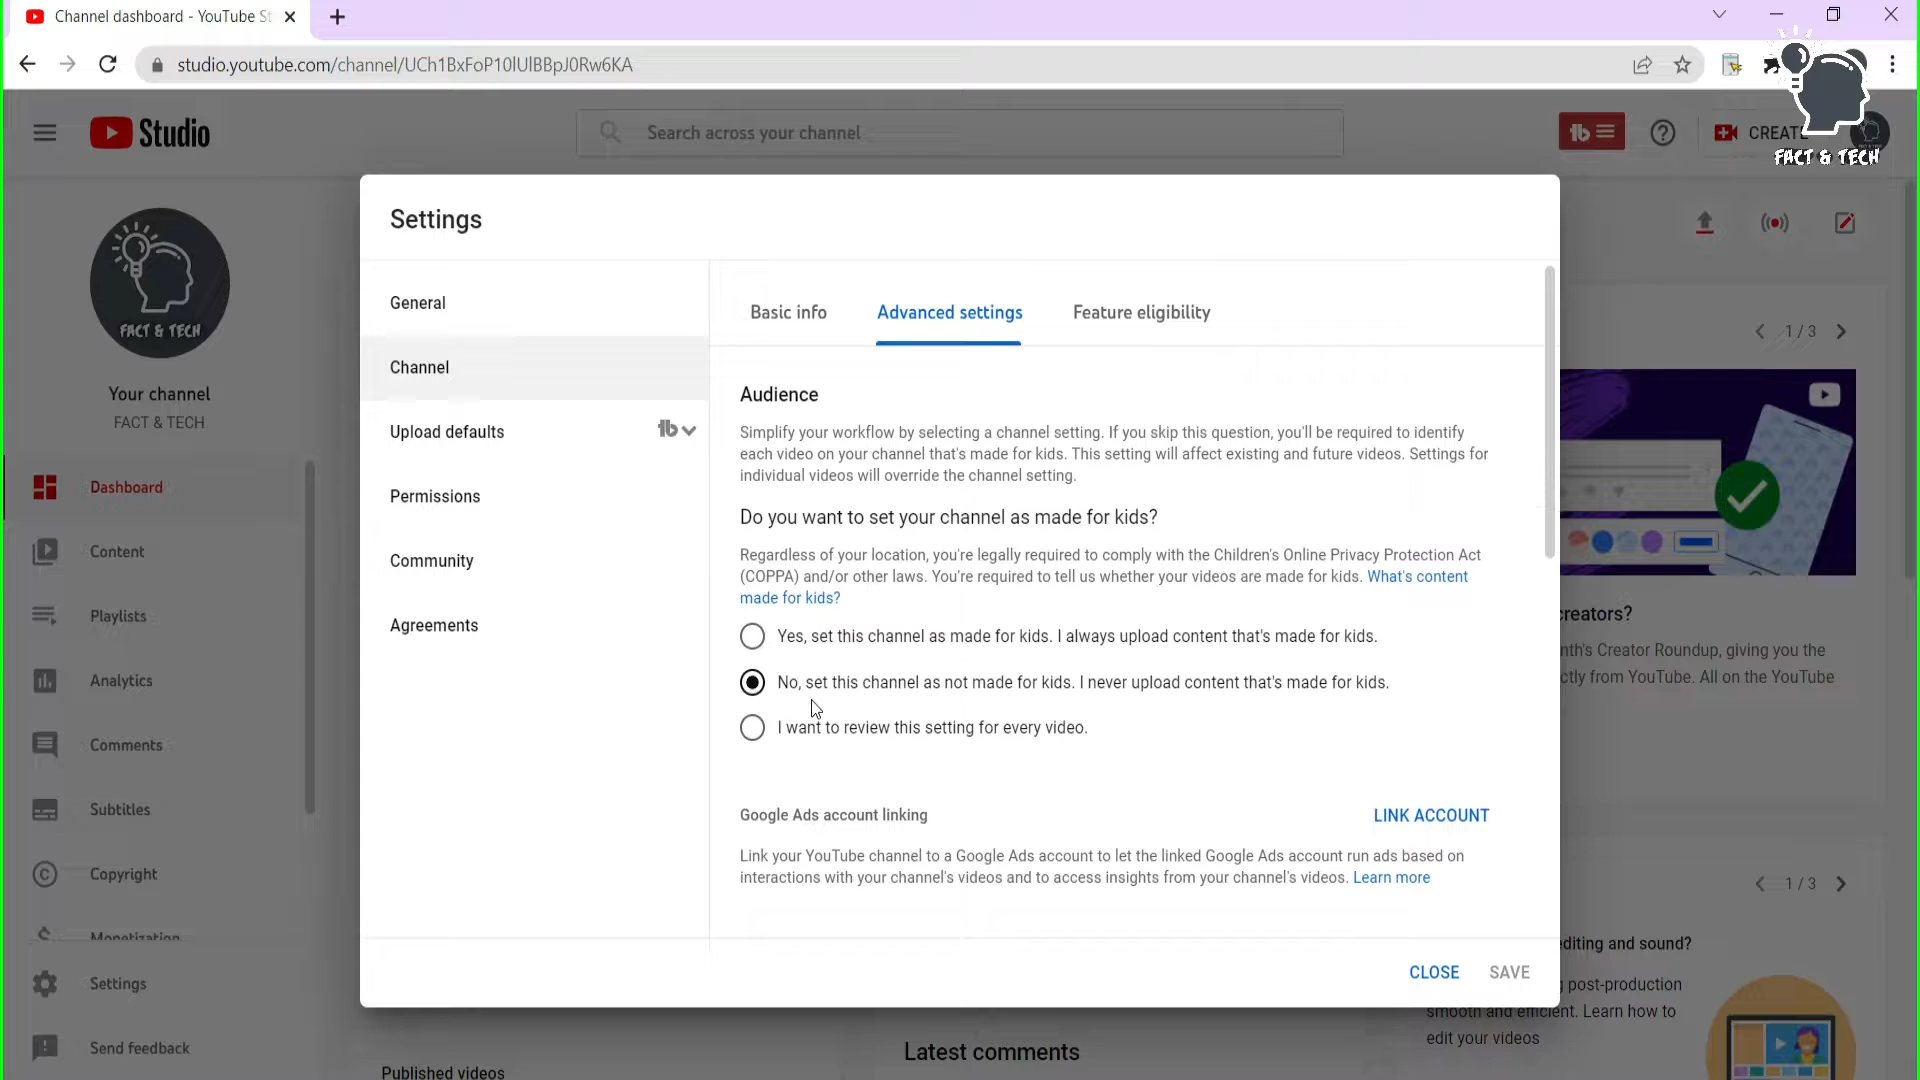 Channel dashboard - YouTube St
studio.youtube.com/channel/UCh1BxFoP10lUlBBpJ0Rw6KA
Studio
Search across your channel
CREATE
FACT & TECH
Settings
FACT & TECH
Your channel
FACT & TECH
Dashboard
Content
Playlists
Analytics
Comments
Subtitles
Copyright
Monetization
Settings
Send feedback
General
Channel
Upload defaults
Permissions
Community
Agreements
Basic info
Advanced settings
Feature eligibility
Audience
Simplify your workflow by selecting a channel setting. If you skip this question, you'll be required to identify
each video on your channel that's made for kids. This setting will affect existing and future videos. Settings for
individual videos will override the channel setting.
Do you want to set your channel as made for kids?
Regardless of your location, you're legally required to comply with the Children's Online Privacy Protection Act
(COPPA) and/or other laws. You're required to tell us whether your videos are made for kids. What's content
made for kids?
Yes, set this channel as made for kids. I always upload content that's made for kids.
No, set this channel as not made for kids. I never upload content that's made for kids.
I want to review this setting for every video.
Google Ads account linking
LINK ACCOUNT
Link your YouTube channel to a Google Ads account to let the linked Google Ads account run ads based on
interactions with your channel's videos and to access insights from your channel's videos. Learn more
CLOSE
SAVE
1 / 3
creators?
nth's Creator Roundup, giving you the
ctly from YouTube. All on the YouTube
1 / 3
editing and sound?
post-production
smooth and efficient. Learn how to
edit your videos
Latest comments
Published videos